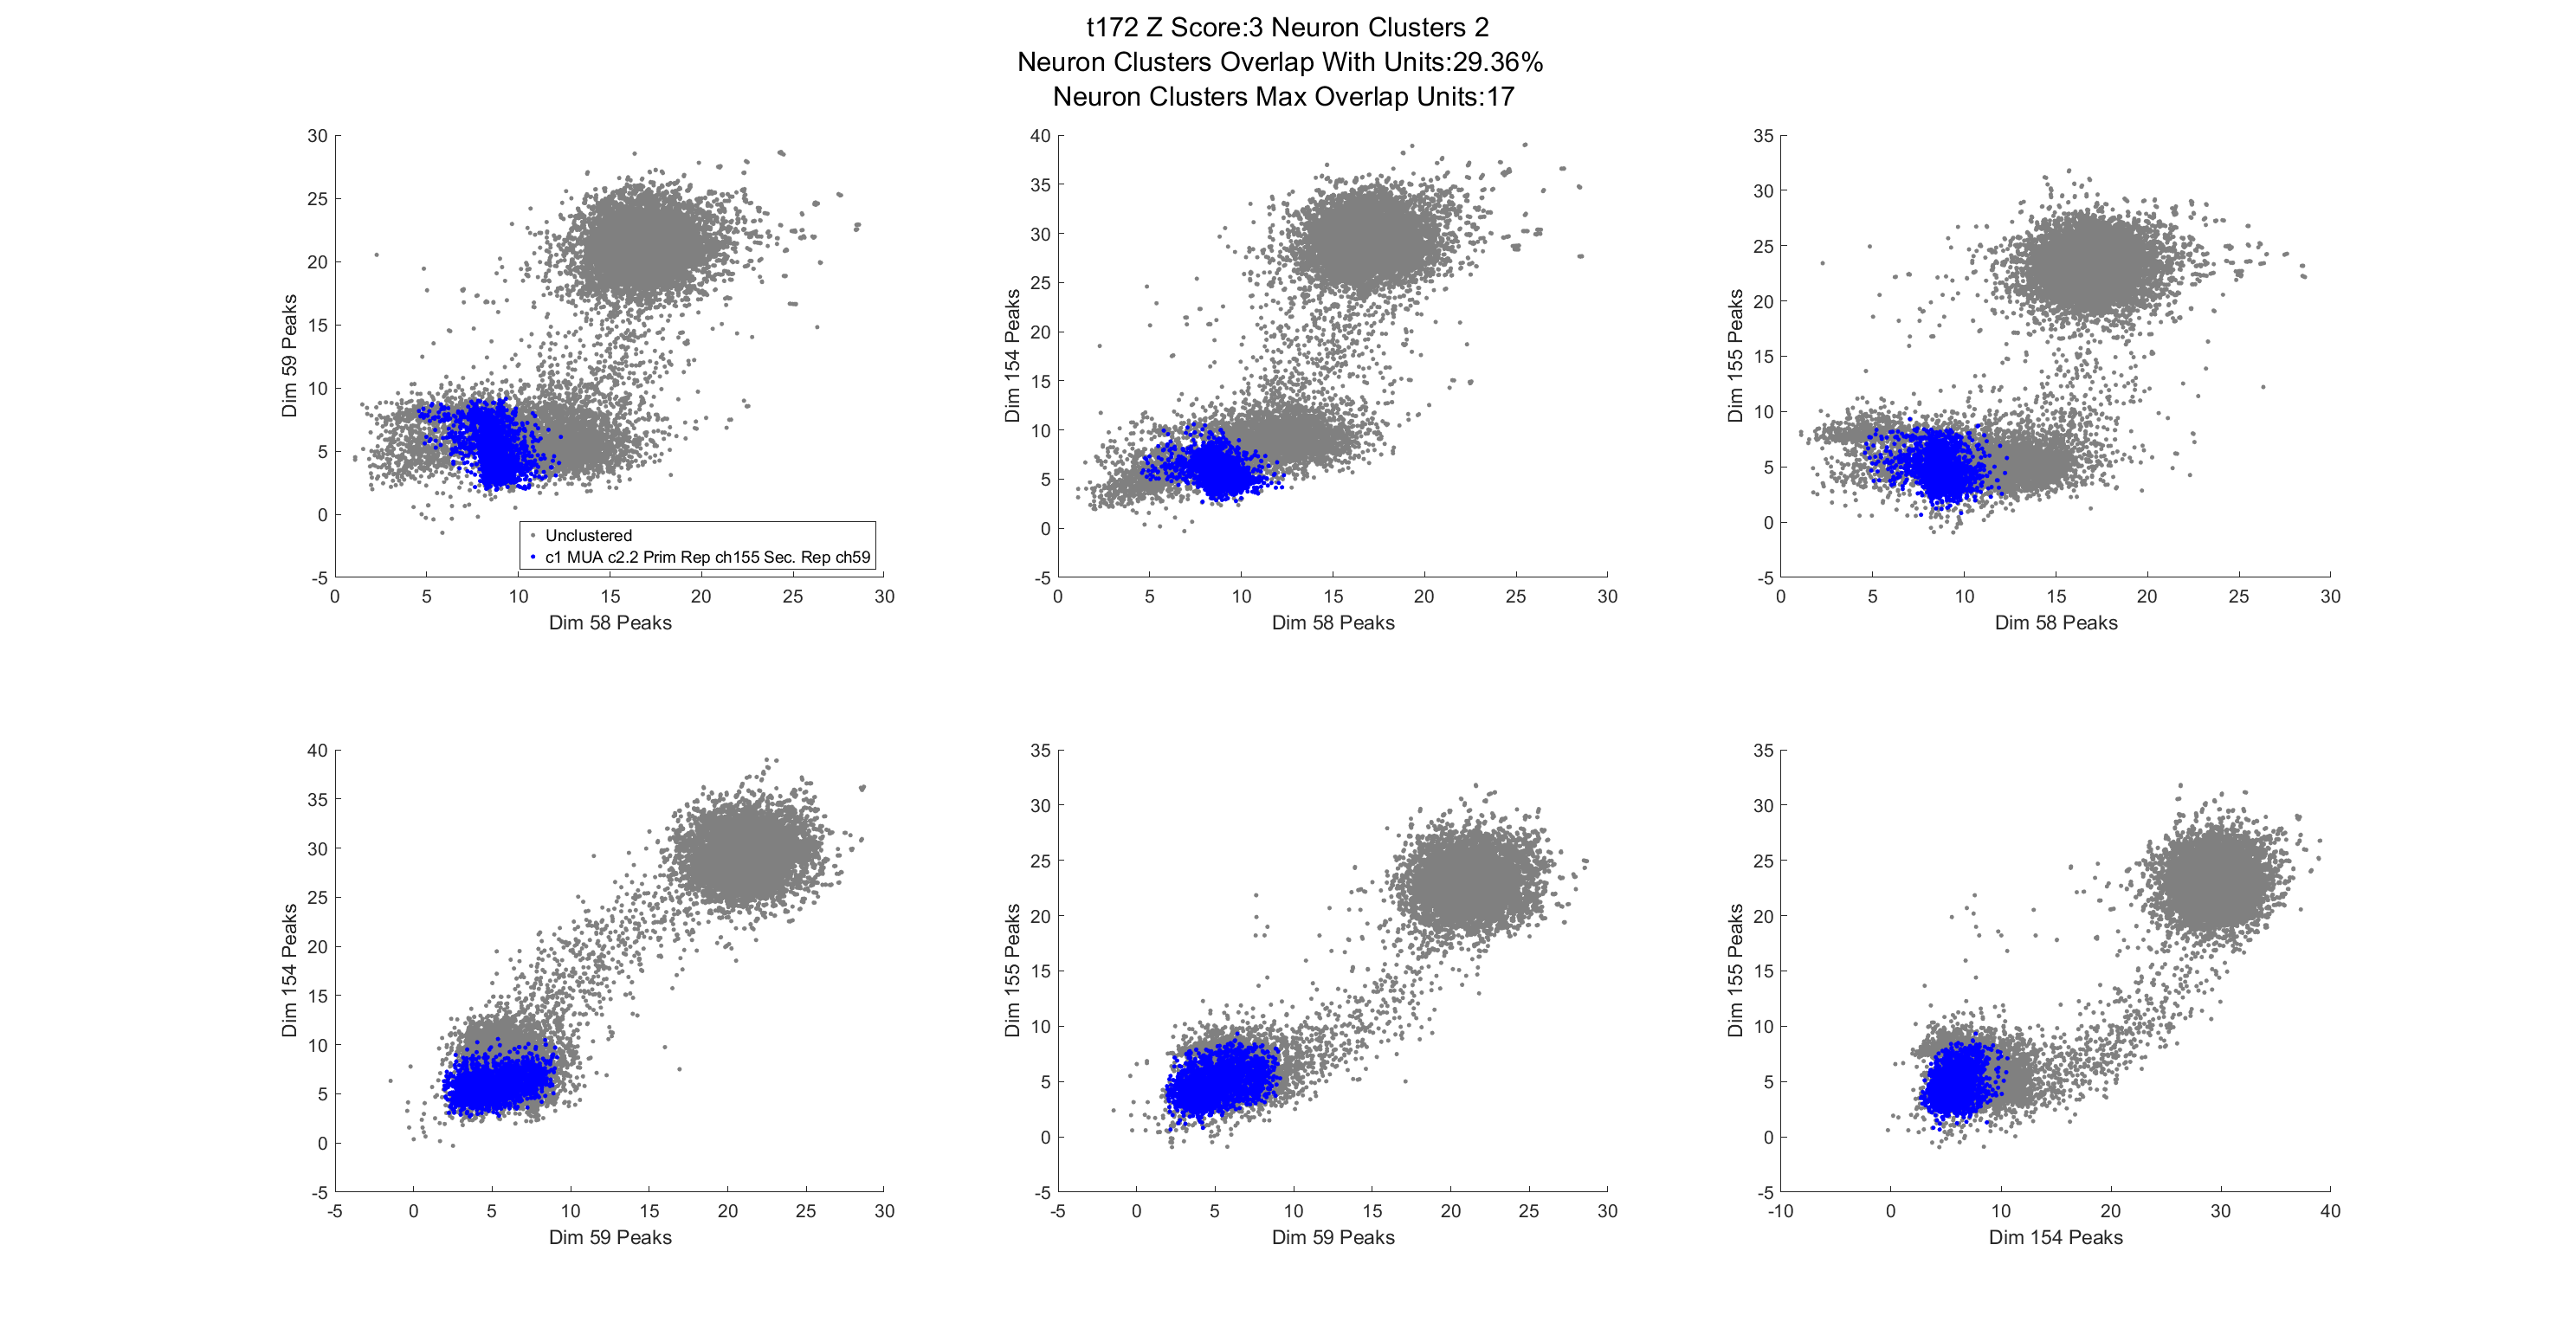 t172 Z Score:3 Neuron Clusters 2
Neuron Clusters Overlap With Units:29.36%
Neuron Clusters Max Overlap Units:17
30
25
20
15
10
5
0
-5
Dim 59 Peaks
0 5 10 15 20 25 30
Dim 58 Peaks
Unclustered
c1 MUA c2.2 Prim Rep ch155 Sec. Rep ch59
40
35
30
25
20
15
10
5
0
-5
Dim 154 Peaks
0 5 10 15 20 25 30
Dim 58 Peaks
35
30
25
20
15
10
5
0
-5
Dim 155 Peaks
0 5 10 15 20 25 30
Dim 58 Peaks
40
35
30
25
20
15
10
5
0
-5
Dim 154 Peaks
-5 0 5 10 15 20 25 30
Dim 59 Peaks
35
30
25
20
15
10
5
0
-5
Dim 155 Peaks
-5 0 5 10 15 20 25 30
Dim 59 Peaks
35
30
25
20
15
10
5
0
-5
Dim 155 Peaks
-10 0 10 20 30 40
Dim 154 Peaks